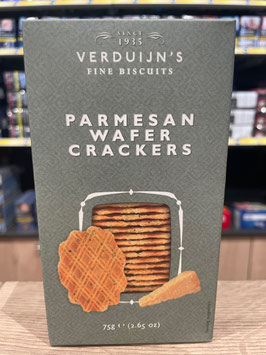 SINCE
1935
VERDUIJN'S
FINE BISCUITS
PARMESAN
WAFER
CRACKERS
75g e (2.65 oz)